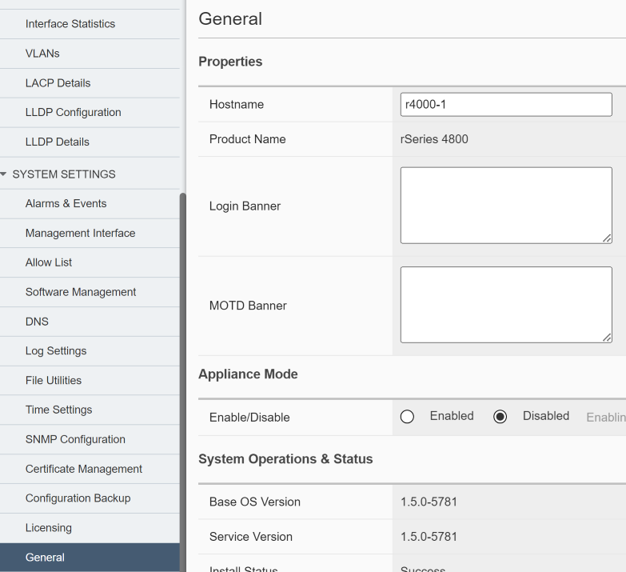 Interface Statistics
VLANs
LACP Details
LLDP Configuration
LLDP Details
SYSTEM SETTINGS
Alarms & Events
Management Interface
Allow List
Software Management
DNS
Log Settings
File Utilities
Time Settings
SNMP Configuration
Certificate Management
Configuration Backup
Licensing
General
General
Properties
Hostname r4000-1
Product Name rSeries 4800
Login Banner
MOTD Banner
Appliance Mode
Enable/Disable Enabled Disabled Enablin
System Operations & Status
Base OS Version 1.5.0-5781
Service Version 1.5.0-5781
Install Status Success